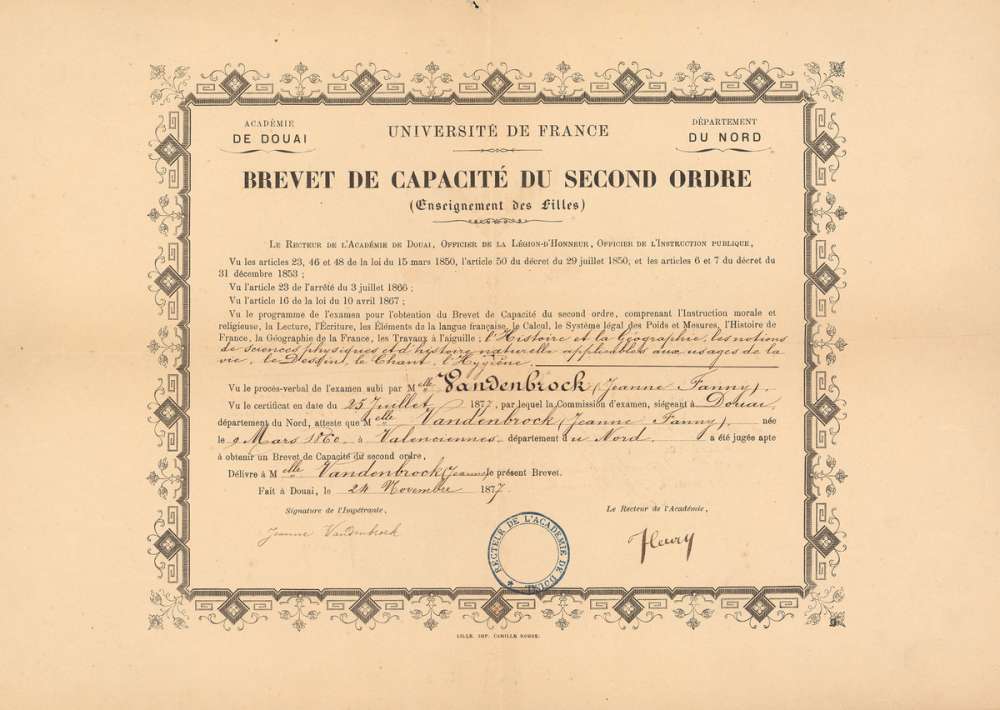 ACADÉMIE
DE DOUAI
UNIVERSITÉ DE FRANCE
DÉPARTEMENT
DU NORD
BREVET DE CAPACITÉ DU SECOND ORDRE
(Enseignement des Filles)
LE RECTEUR DE L'ACADÉMIE DE DOUAI, OFFICIER DE LA LÉGION-D'HONNEUR, OFFICIER DE L'INSTRUCTION PUBLIQUE,
Vu les articles 23, 46 et 48 de la loi du 15 mars 1850, l'article 50 du décret du 29 juillet 1850, et les articles 6 et 7 du décret du
31 décembre 1853 ;
Vu l'article 23 de l'arrêté du 3 juillet 1866 ;
Vu l'article 16 de la loi du 10 avril 1867 ;
Vu le programme de l'examen pour l'obtention du Brevet de Capacité du second ordre, comprenant l'Instruction morale et
religieuse, la Lecture, l'Écriture, les Éléments de la langue française, le Calcul, le Système légal des Poids et Mesures, l'Histoire de
France, la Géographie de la France, les Travaux à l'aiguille ; l'Histoire et la Géographie, les notions
de sciences physiques et d'histoire naturelle applicables aux usages de la
vie, le Dessin, le Chant, l'Hygiène.
Vu le procès-verbal de l'examen subi par Melle Vandenbrock (Jeanne Fanny),
Vu le certificat en date du 25 Juillet 1877, par lequel la Commission d'examen, siégeant à Douai,
département du Nord, atteste que Melle Vandenbrock (Jeanne Fanny), née
le 9 Mars 1860, à Valenciennes département du Nord, a été jugée apte
à obtenir un Brevet de Capacité du second ordre,
Délivre à Melle Vandenbrock (Jeanne) le présent Brevet.
Fait à Douai, le 24 Novembre 1877.
Signature de l'Impétrante,
Le Recteur de l'Académie,
Jeanne Vandenbrock
Fleury
RECTEUR DE L'ACADEMIE DE DOUAI
LILLE, IMP. CAMILLE ROBBE.